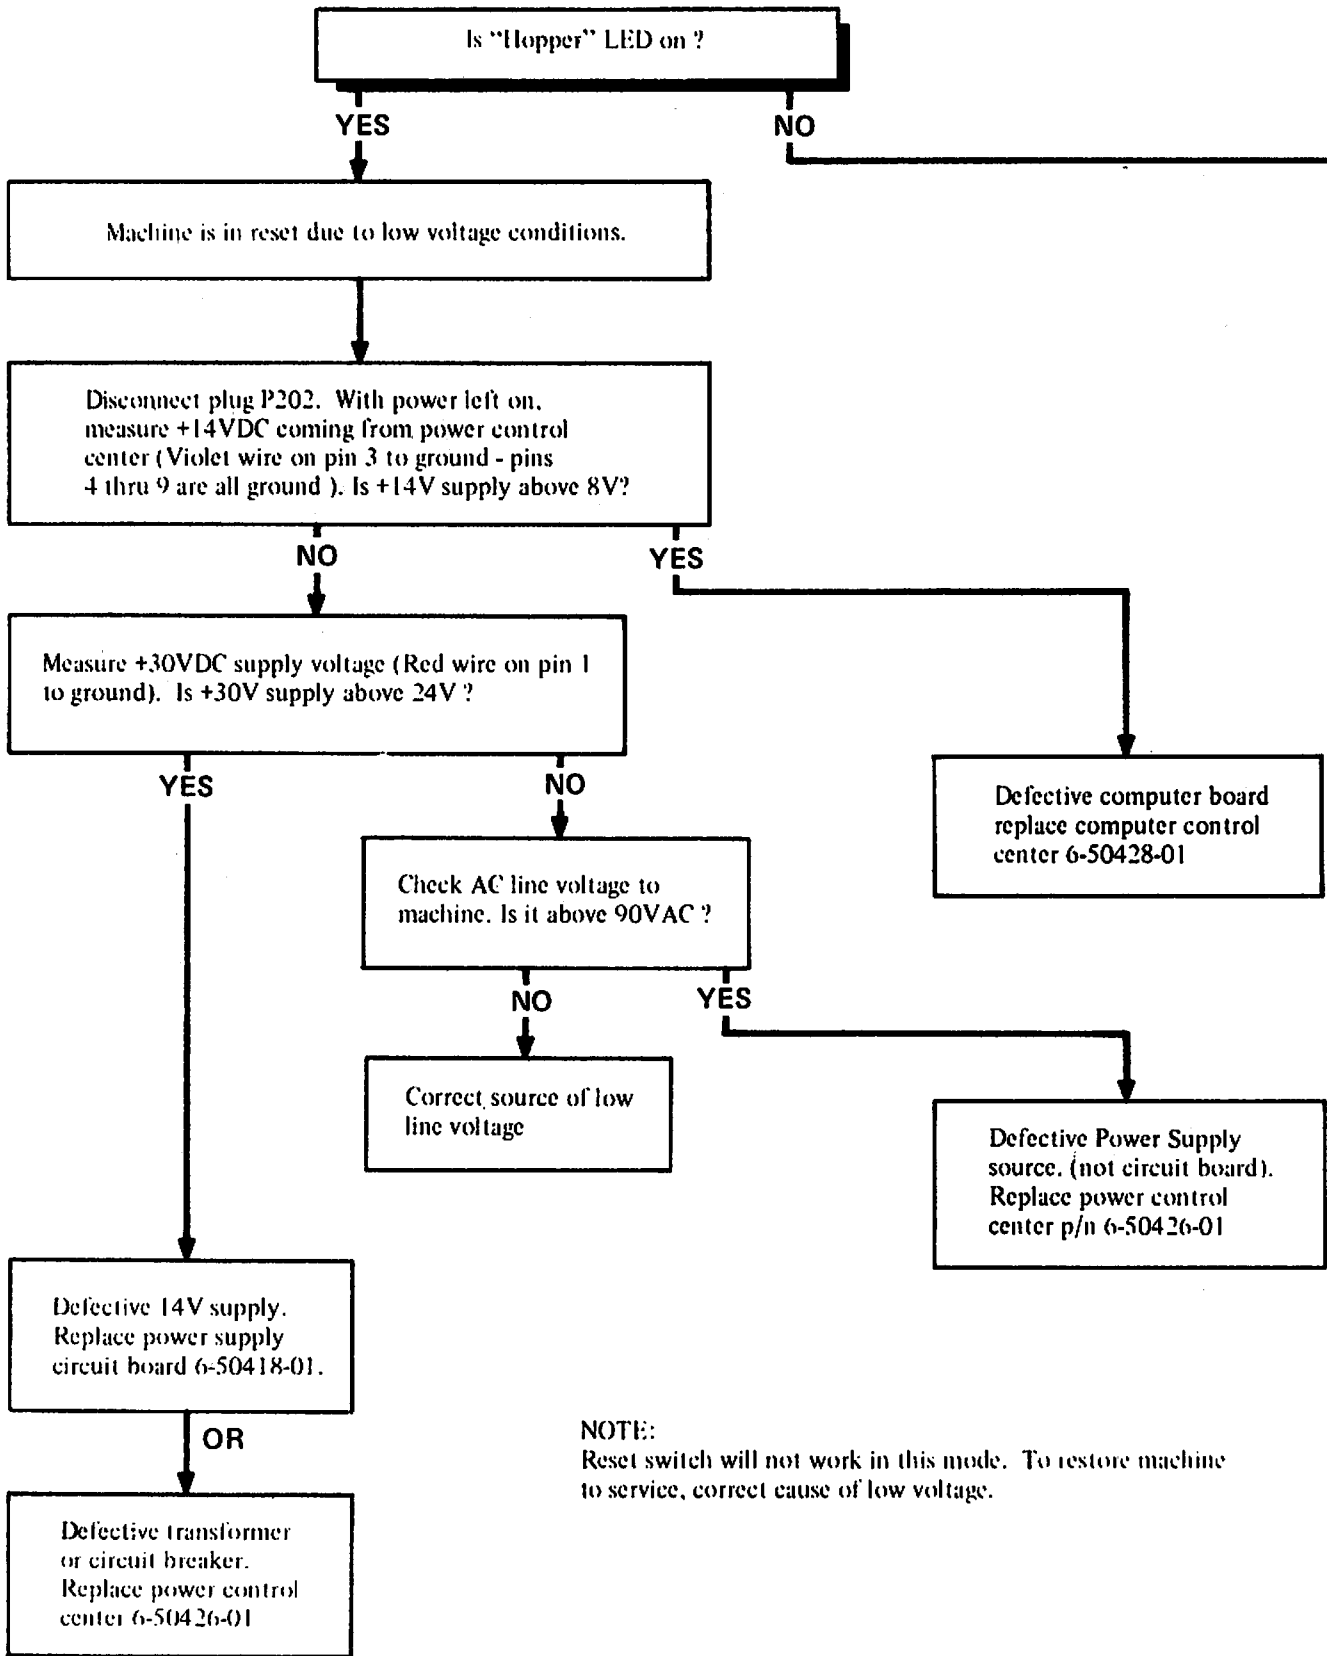 Is “Hopper” LED on ?
YES
NO
Machine is in reset due to low voltage conditions.
Disconnect plug P202. With power left on,
measure +14VDC coming from power control
center (Violet wire on pin 3 to ground - pins
4 thru 9 are all ground ). Is +14V supply above 8V?
NO
YES
Measure +30VDC supply voltage (Red wire on pin 1
to ground). Is +30V supply above 24V ?
YES
NO
Defective computer board
replace computer control
center 6-50428-01
Check AC line voltage to
machine. Is it above 90VAC ?
NO
YES
Correct source of low
line voltage
Defective Power Supply
source. (not circuit board).
Replace power control
center p/n 6-50426-01
Defective 14V supply.
Replace power supply
circuit board 6-50418-01.
OR
NOTE:
Reset switch will not work in this mode. To restore machine
to service, correct cause of low voltage.
Defective transformer
or circuit breaker.
Replace power control
center 6-50426-01